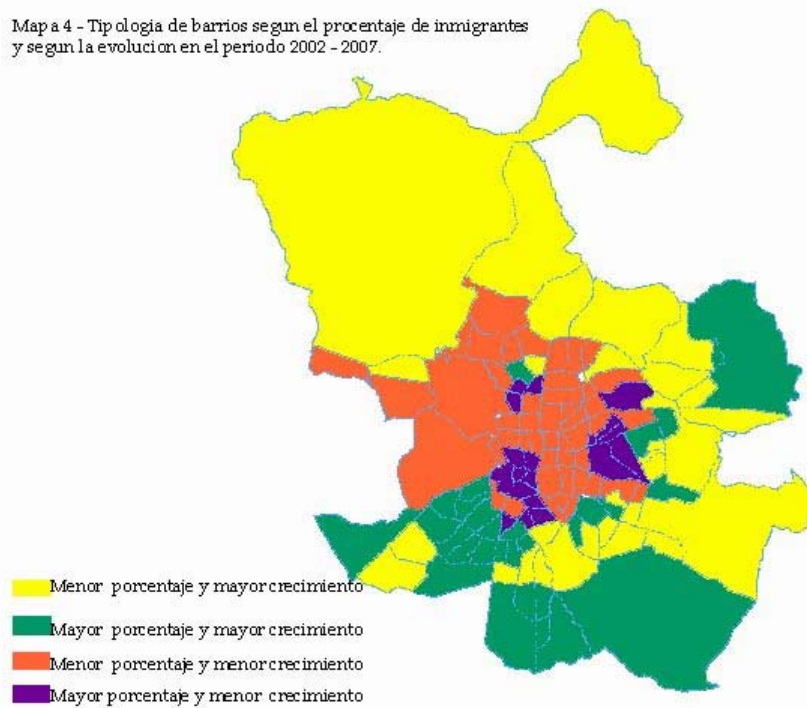 Mapa 4 - Tipologia de barrios segun el procentaje de inmigrantes
y segun la evolucion en el periodo 2002 - 2007.
Menor porcentaje y mayor crecimiento
Mayor porcentaje y mayor crecimiento
Menor porcentaje y menor crecimiento
Mayor porcentaje y menor crecimiento